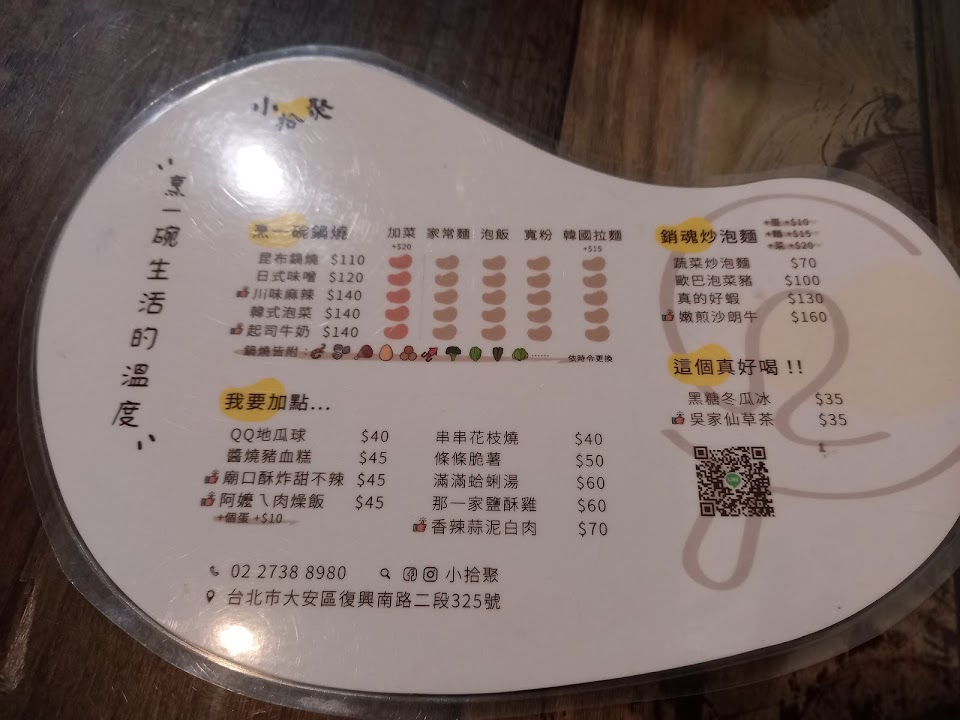 小拾聚
烹一碗生活的溫度
烹一碗鍋燒 加菜 家常麵 泡飯 寬粉 韓國拉麵
+$20 +$15
昆布鍋燒 $110
日式味噌 $120
川味麻辣 $140
韓式泡菜 $140
起司牛奶 $140
鍋燒皆附： ...... 依時令更換
我要加點...
QQ地瓜球 $40
醬燒豬血糕 $45
廟口酥炸甜不辣 $45
阿嬤ㄟ肉燥飯 $45
+個蛋 +$10
串串花枝燒 $40
條條脆薯 $50
滿滿蛤蜊湯 $60
那一家鹽酥雞 $60
香辣蒜泥白肉 $70
銷魂炒泡麵
+蛋 +$10
+麵 +$15
+菜 +$20
蔬菜炒泡麵 $70
歐巴泡菜豬 $100
真的好蝦 $130
嫩煎沙朗牛 $160
這個真好喝 !!
黑糖冬瓜冰 $35
吳家仙草茶 $35
LINE
02 2738 8980 小拾聚
台北市大安區復興南路二段325號